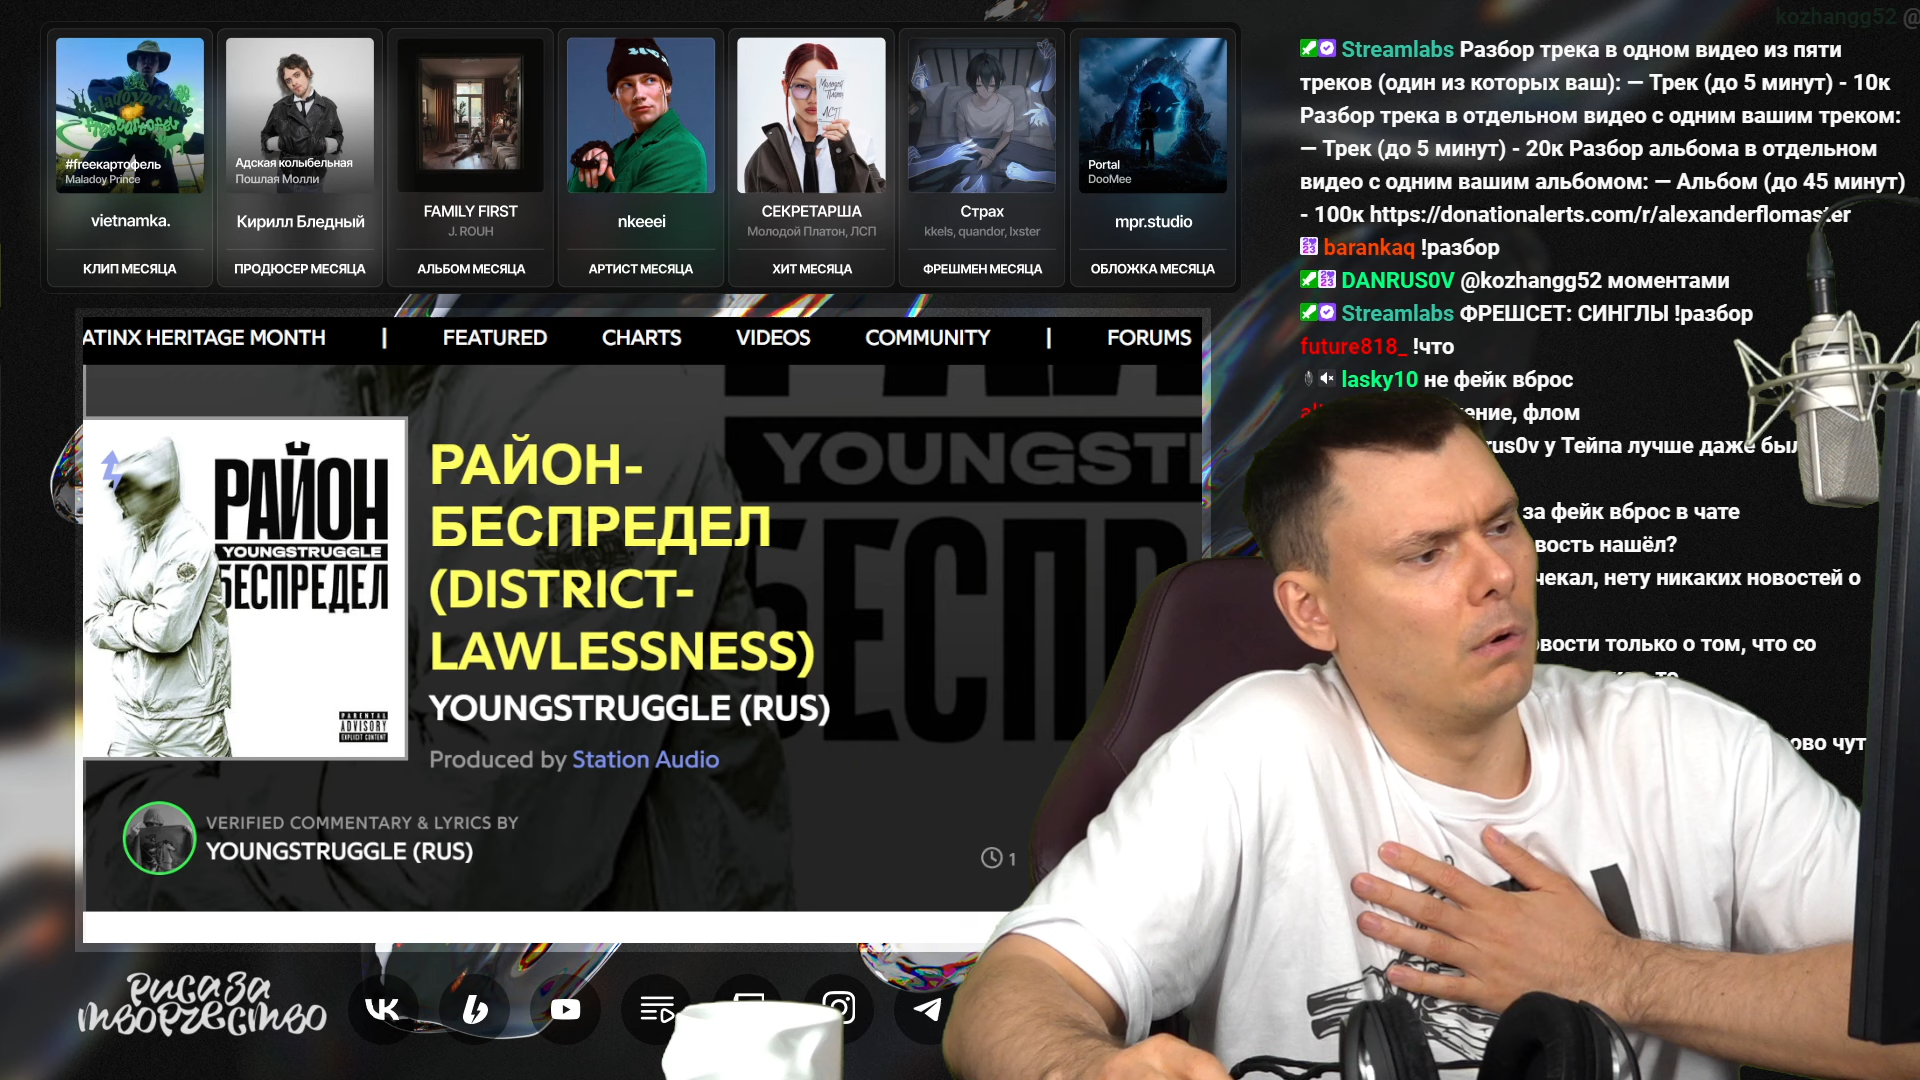 #freeкартофель
Maladoy Prince
vietnamka.
КЛИП МЕСЯЦА
Адская колыбельная
Пошлая Молли
Кирилл Бледный
ПРОДЮСЕР МЕСЯЦА
FAMILY FIRST
J. ROUH
АЛЬБОМ МЕСЯЦА
nkeeei
АРТИСТ МЕСЯЦА
СЕКРЕТАРША
Молодой Платон, ЛСП
ХИТ МЕСЯЦА
Страх
kkels, quandor, lxster
ФРЕШМЕН МЕСЯЦА
Portal
DooMee
mpr.studio
ОБЛОЖКА МЕСЯЦА
ATINX HERITAGE MONTH | FEATURED CHARTS VIDEOS COMMUNITY | FORUMS
РАЙОН
YOUNGSTRUGGLE
БЕСПРЕДЕЛ
PARENTAL
ADVISORY
EXPLICIT CONTENT
YOUNGST
РАЙОН-
БЕСПРЕДЕЛ
(DISTRICT-
LAWLESSNESS)
YOUNGSTRUGGLE (RUS)
Produced by Station Audio
VERIFIED COMMENTARY & LYRICS BY
YOUNGSTRUGGLE (RUS)
1
РИСА ЗА
ТВОРЧЕСТВО
kozhangg52 @
Streamlabs Разбор трека в одном видео из пяти
треков (один из которых ваш): — Трек (до 5 минут) - 10к
Разбор трека в отдельном видео с одним вашим треком:
— Трек (до 5 минут) - 20к Разбор альбома в отдельном
видео с одним вашим альбомом: — Альбом (до 45 минут)
- 100к https://donationalerts.com/r/alexanderflomaster
barankaq !разбор
DANRUS0V @kozhangg52 моментами
Streamlabs ФРЕШСЕТ: СИНГЛЫ !разбор
future818_ !что
lasky10 не фейк вброс
ение, флом
rus0v у Тейпа лучше даже был
за фейк вброс в чате
вость нашёл?
чекал, нету никаких новостей о
овости только о том, что со
ово чут